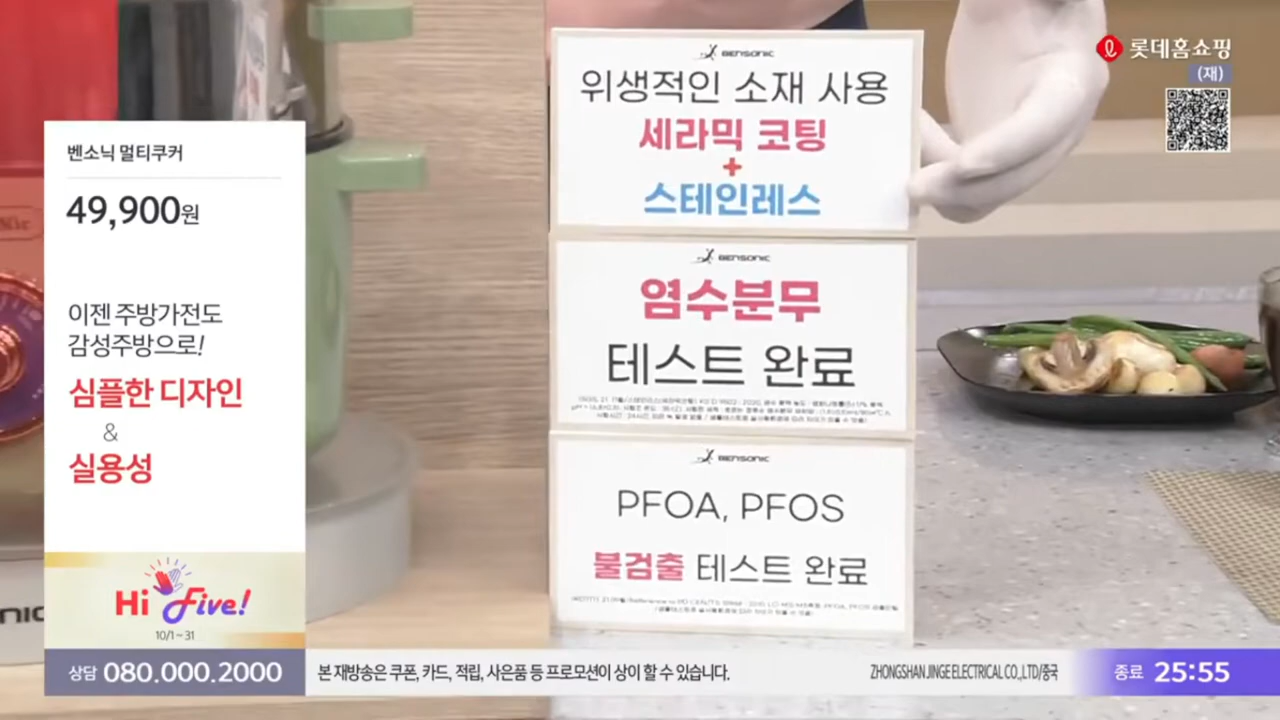 벤소닉 멀티쿠커
49,900원
이젠 주방가전도
감성주방으로!
심플한 디자인
&
실용성
Hi Five!
10/1~31
상담 080.000.2000
BENSONIC
위생적인 소재 사용
세라믹 코팅
+
스테인레스
BENSONIC
염수분무
테스트 완료
BENSONIC
PFOA, PFOS
불검출 테스트 완료
롯데홈쇼핑
(재)
본 재방송은 쿠폰, 카드, 적립, 사은품 등 프로모션이 상이 할 수 있습니다.
ZHONGSHAN JINGE ELECTRICAL CO.,LTD/중국
종료 25:55